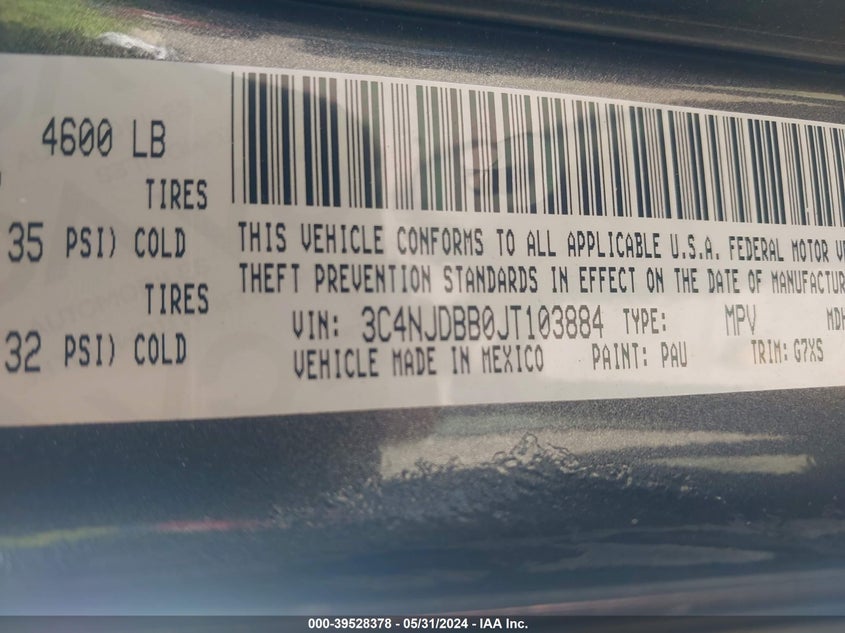 4600 LB
TIRES
35 PSI) COLD
TIRES
32 PSI) COLD
THIS VEHICLE CONFORMS TO ALL APPLICABLE U.S.A. FEDERAL MOTOR
THEFT PREVENTION STANDARDS IN EFFECT ON THE DATE OF MANUFACTUR
VIN: 3C4NJDBB0JT103884 TYPE: MPV MDH
VEHICLE MADE IN MEXICO PAINT: PAU TRIM: G7XS
000-39528378 - 05/31/2024 - IAA Inc.